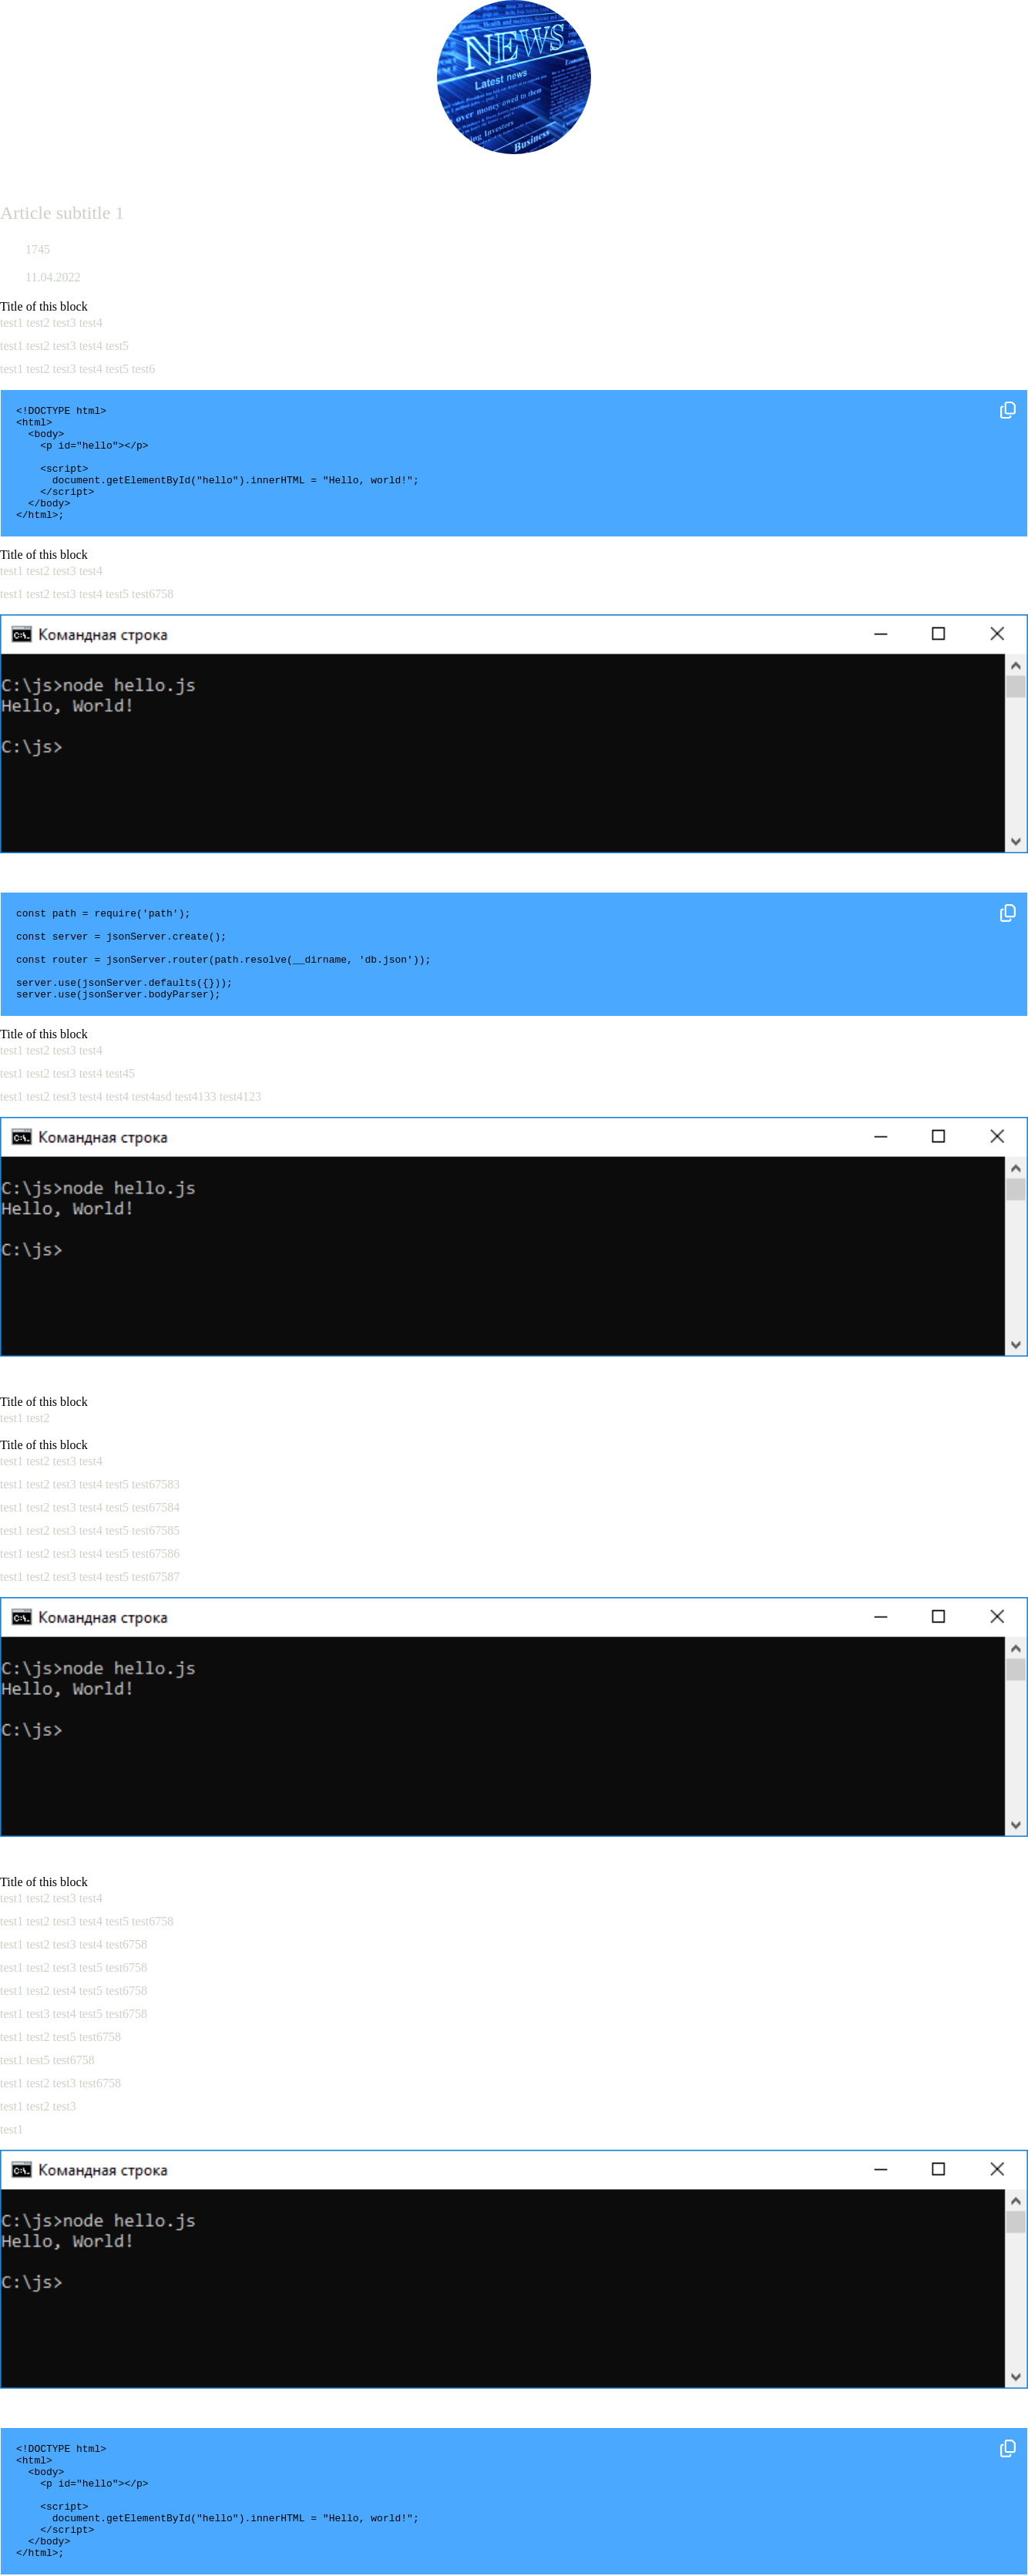 NEWS
Latest news
over money owed to them
Investors
Business
Article subtitle 1
1745
11.04.2022
Title of this block
test1 test2 test3 test4
test1 test2 test3 test4 test5
test1 test2 test3 test4 test5 test6
<!DOCTYPE html>
<html>
  <body>
    <p id="hello"></p>

    <script>
      document.getElementById("hello").innerHTML = "Hello, world!";
    </script>
  </body>
</html>;
Title of this block
test1 test2 test3 test4
test1 test2 test3 test4 test5 test6758
Командная строка
C:\js>node hello.js
Hello, World!
C:\js>
const path = require('path');
const server = jsonServer.create();
const router = jsonServer.router(path.resolve(__dirname, 'db.json'));
server.use(jsonServer.defaults({}));
server.use(jsonServer.bodyParser);
Title of this block
test1 test2 test3 test4
test1 test2 test3 test4 test45
test1 test2 test3 test4 test4 test4asd test4133 test4123
Командная строка
C:\js>node hello.js
Hello, World!
C:\js>
Title of this block
test1 test2
Title of this block
test1 test2 test3 test4
test1 test2 test3 test4 test5 test67583
test1 test2 test3 test4 test5 test67584
test1 test2 test3 test4 test5 test67585
test1 test2 test3 test4 test5 test67586
test1 test2 test3 test4 test5 test67587
Командная строка
C:\js>node hello.js
Hello, World!
C:\js>
Title of this block
test1 test2 test3 test4
test1 test2 test3 test4 test5 test6758
test1 test2 test3 test4 test6758
test1 test2 test3 test5 test6758
test1 test2 test4 test5 test6758
test1 test3 test4 test5 test6758
test1 test2 test5 test6758
test1 test5 test6758
test1 test2 test3 test6758
test1 test2 test3
test1
Командная строка
C:\js>node hello.js
Hello, World!
C:\js>
<!DOCTYPE html>
<html>
  <body>
    <p id="hello"></p>

    <script>
      document.getElementById("hello").innerHTML = "Hello, world!";
    </script>
  </body>
</html>;